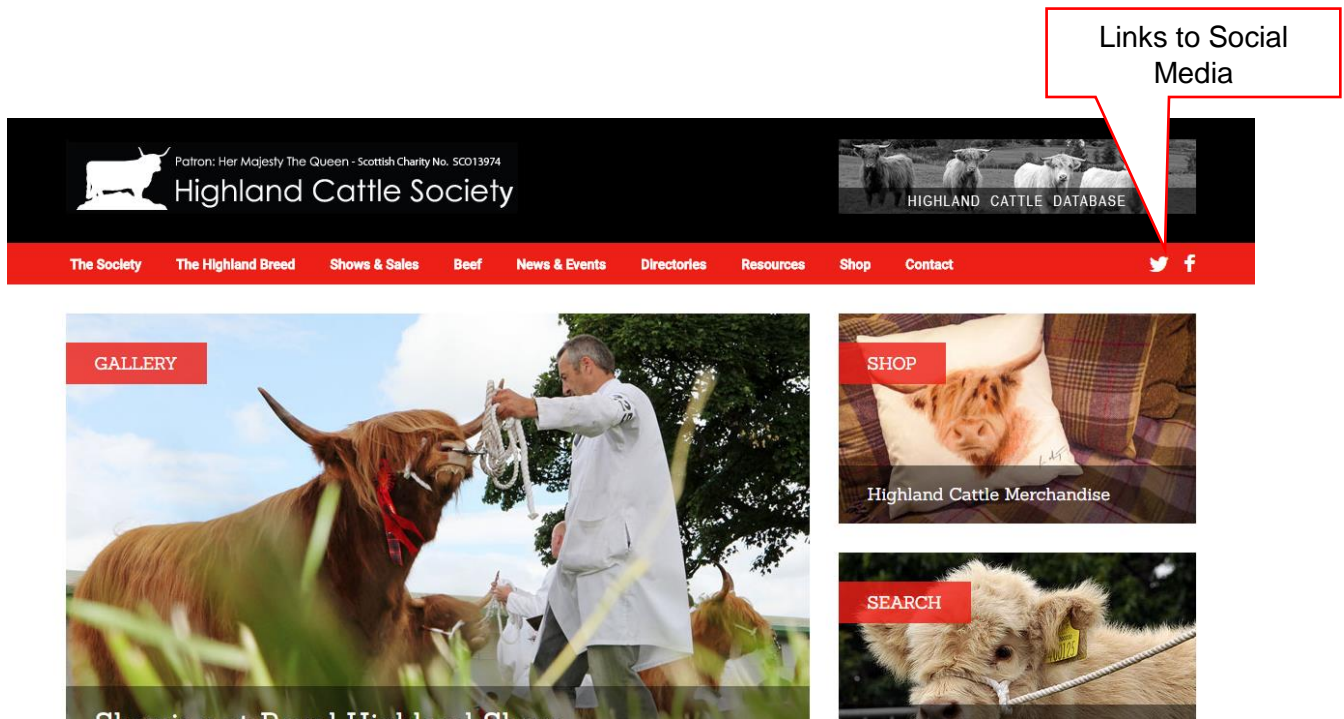 Links to Social
Media
Patron: Her Majesty The Queen - Scottish Charity No. SC013974
Highland Cattle Society
HIGHLAND CATTLE DATABASE
The Society The Highland Breed Shows & Sales Beef News & Events Directories Resources Shop Contact
GALLERY
SHOP
Highland Cattle Merchandise
SEARCH